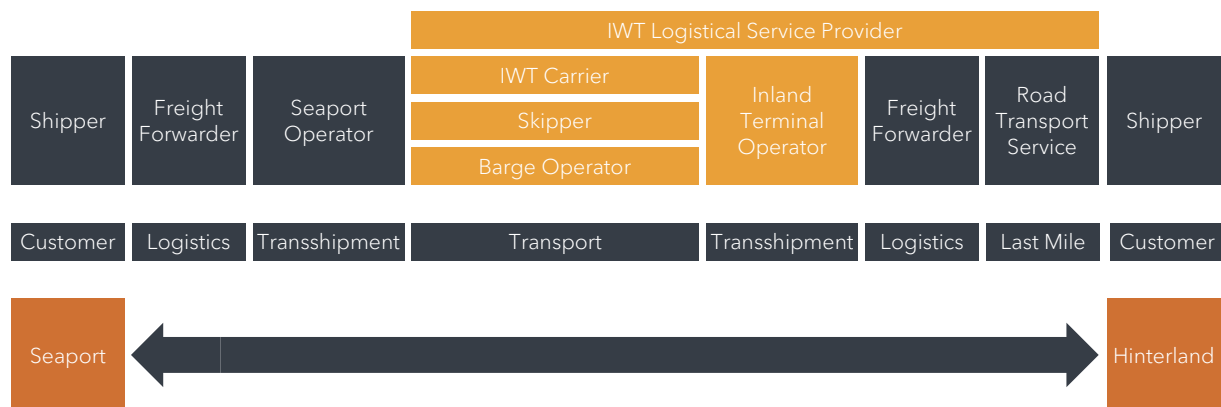 IWT Logistical Service Provider
Shipper
Freight
Forwarder
Seaport
Operator
IWT Carrier
Skipper
Barge Operator
Inland
Terminal
Operator
Freight
Forwarder
Road
Transport
Service
Shipper
Customer
Logistics
Transshipment
Transport
Transshipment
Logistics
Last Mile
Customer
Seaport
Hinterland